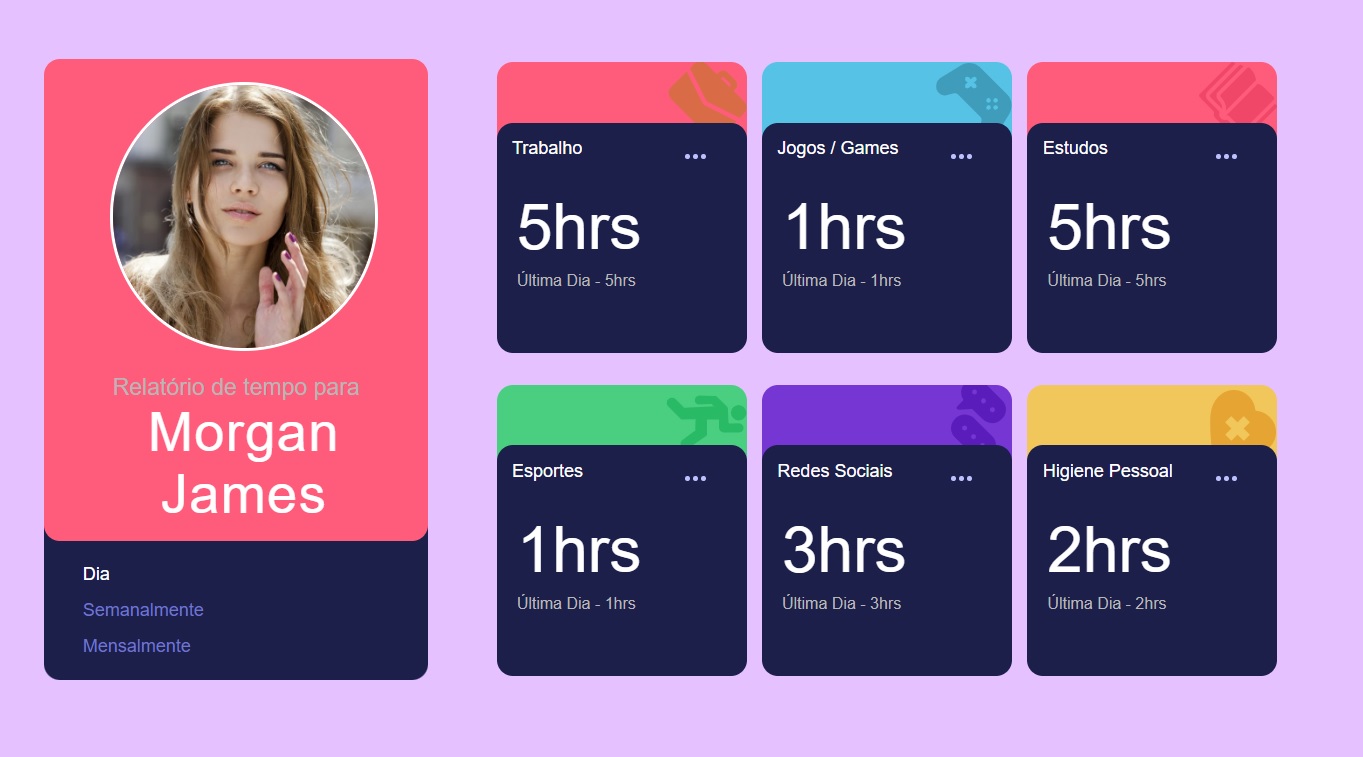 Relatório de tempo para
Morgan
James
Dia
Semanalmente
Mensalmente
Trabalho
5hrs
Última Dia - 5hrs
Jogos / Games
1hrs
Última Dia - 1hrs
Estudos
5hrs
Última Dia - 5hrs
Esportes
1hrs
Última Dia - 1hrs
Redes Sociais
3hrs
Última Dia - 3hrs
Higiene Pessoal
2hrs
Última Dia - 2hrs